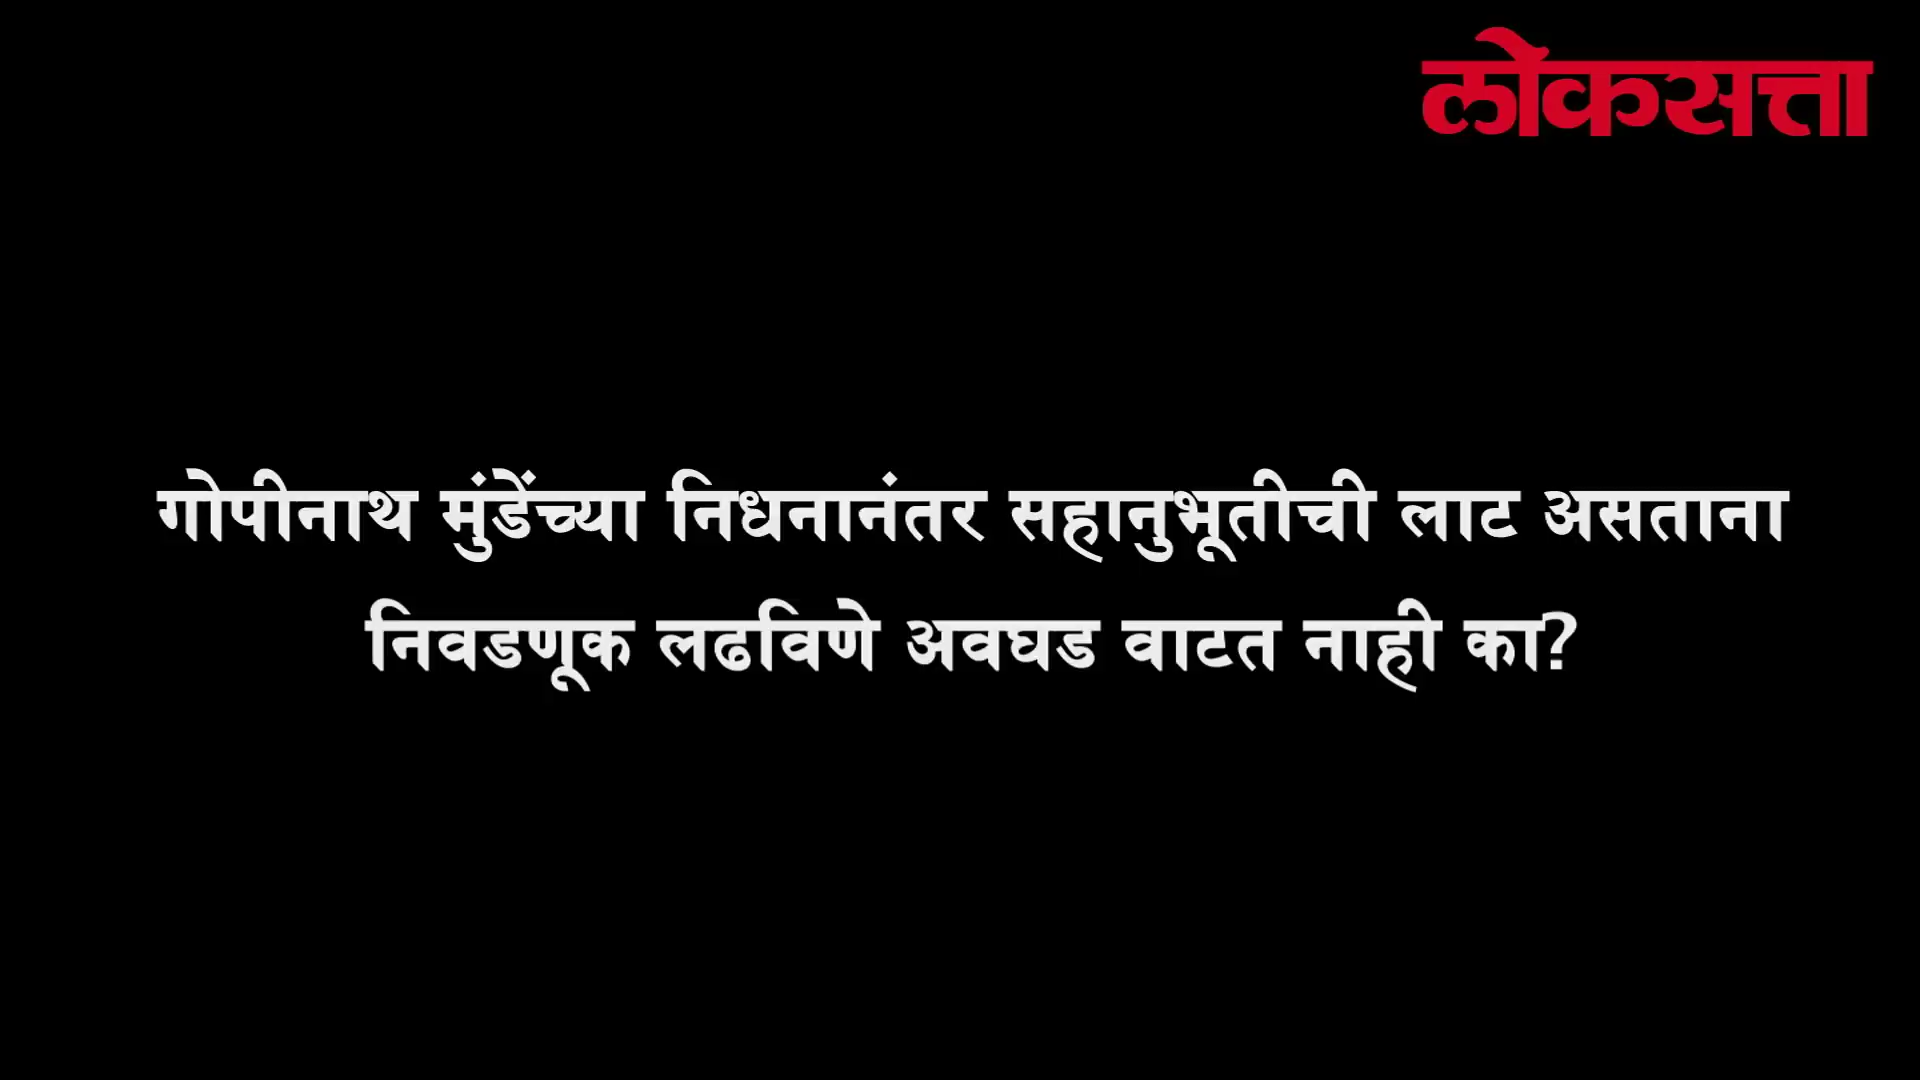 लोकसत्ता
गोपीनाथ मुंडेंच्या निधनानंतर सहानुभूतीची लाट असताना
निवडणूक लढविणे अवघड वाटत नाही का?